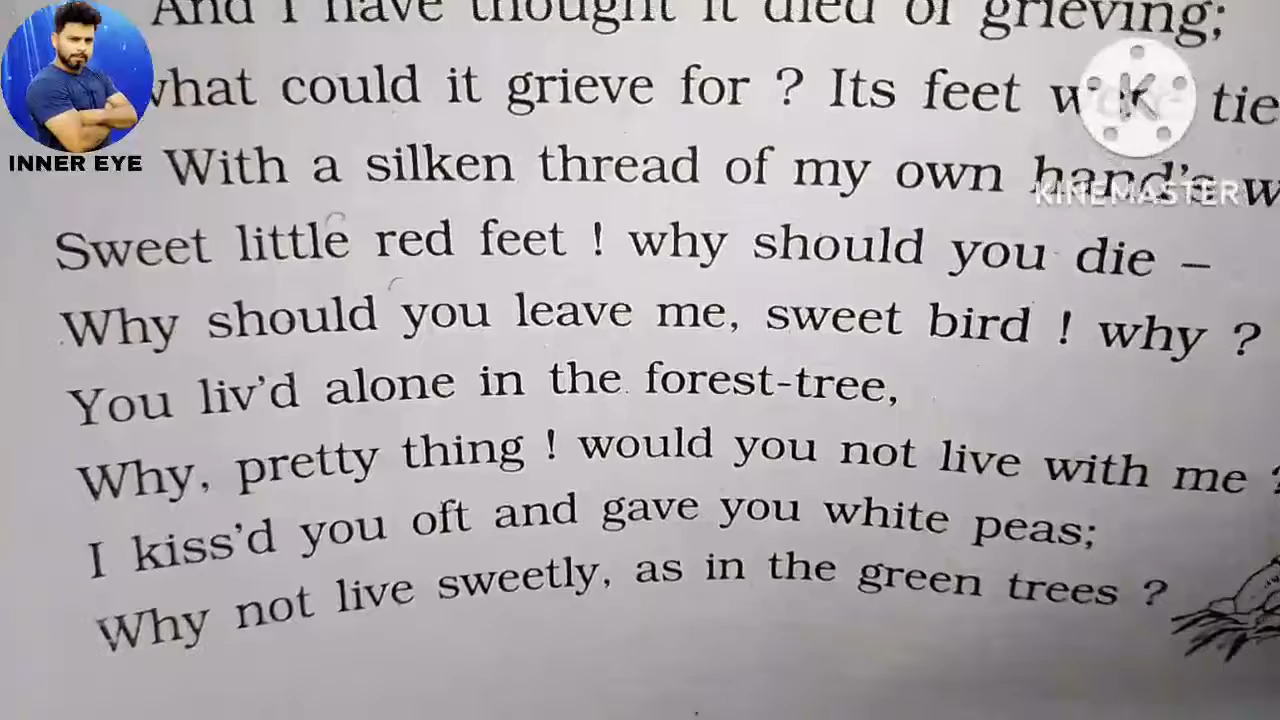 And I have thought it died of grieving;
what could it grieve for ? Its feet tie
With a silken thread of my own hand's w
Sweet little red feet ! why should you die –
Why should you leave me, sweet bird ! why ?
You liv'd alone in the forest-tree,
Why, pretty thing ! would you not live with me ?
I kiss'd you oft and gave you white peas;
Why not live sweetly, as in the green trees ?
INNER EYE
K
KINEMASTER